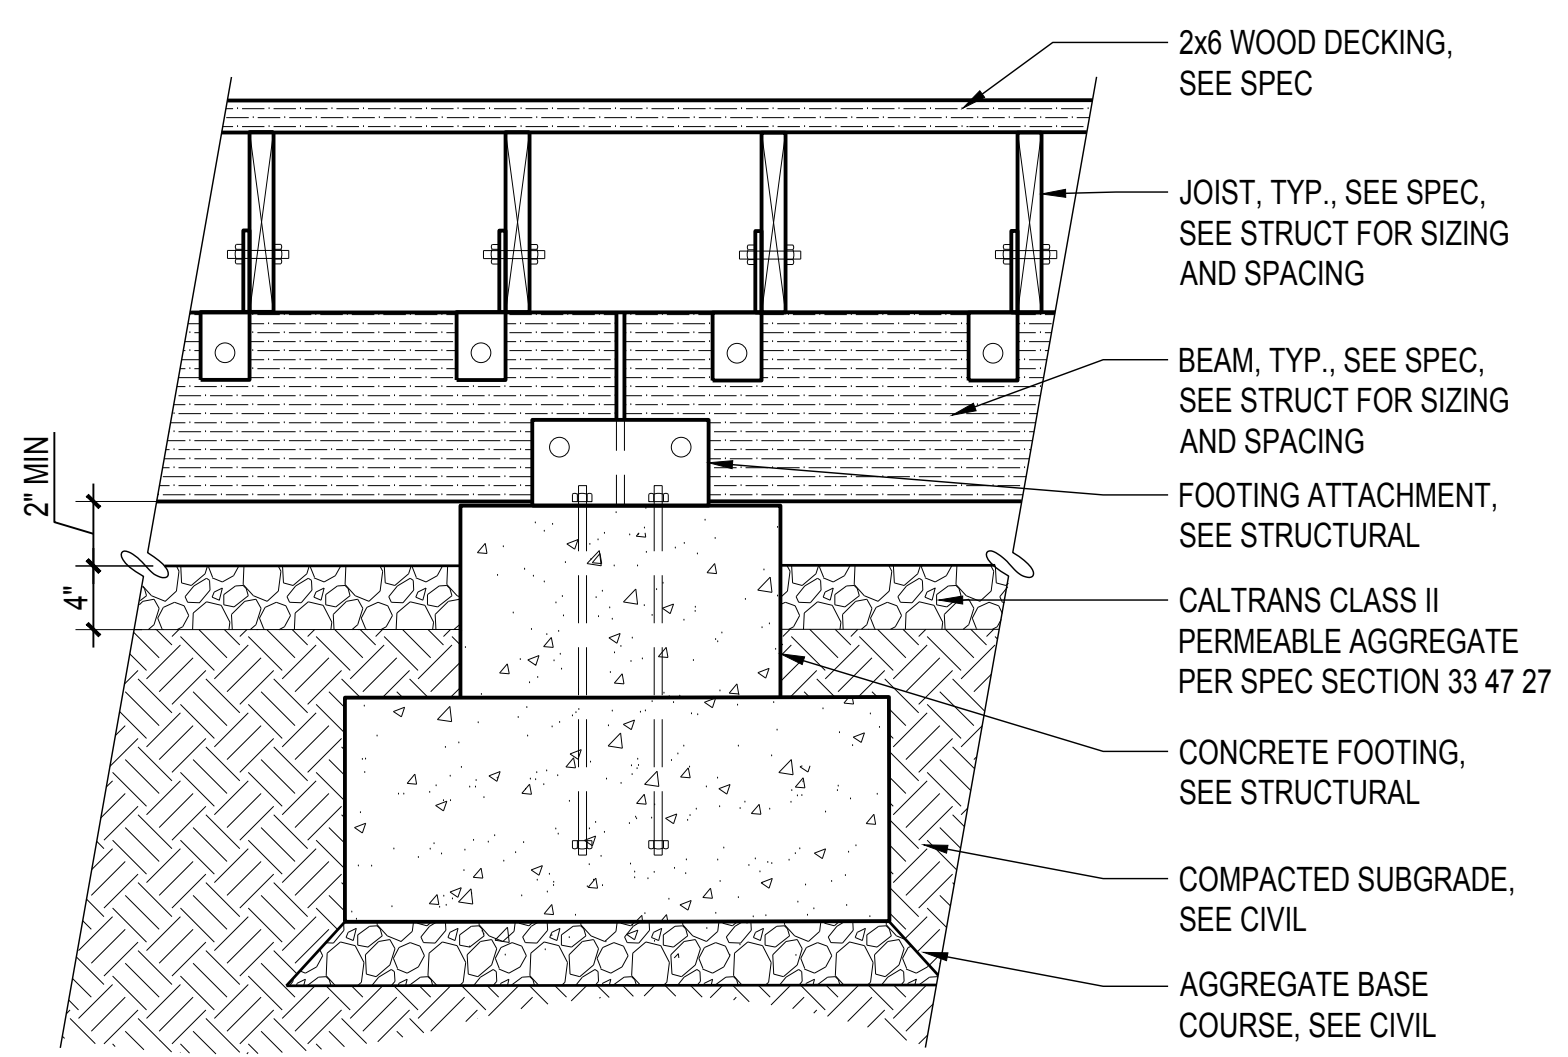 2x6 WOOD DECKING,
SEE SPEC
JOIST, TYP., SEE SPEC,
SEE STRUCT FOR SIZING
AND SPACING
BEAM, TYP., SEE SPEC,
SEE STRUCT FOR SIZING
AND SPACING
2" MIN
FOOTING ATTACHMENT,
SEE STRUCTURAL
4"
CALTRANS CLASS II
PERMEABLE AGGREGATE
PER SPEC SECTION 33 47 27
CONCRETE FOOTING,
SEE STRUCTURAL
COMPACTED SUBGRADE,
SEE CIVIL
AGGREGATE BASE
COURSE, SEE CIVIL